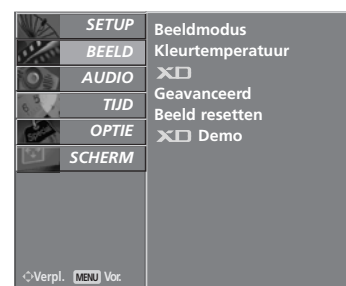 SETUP
BEELD
AUDIO
TIJD
OPTIE
SCHERM
Verpl. MENU Vor.
Beeldmodus
Kleurtemperatuur
XD
Geavanceerd
Beeld resetten
XD Demo